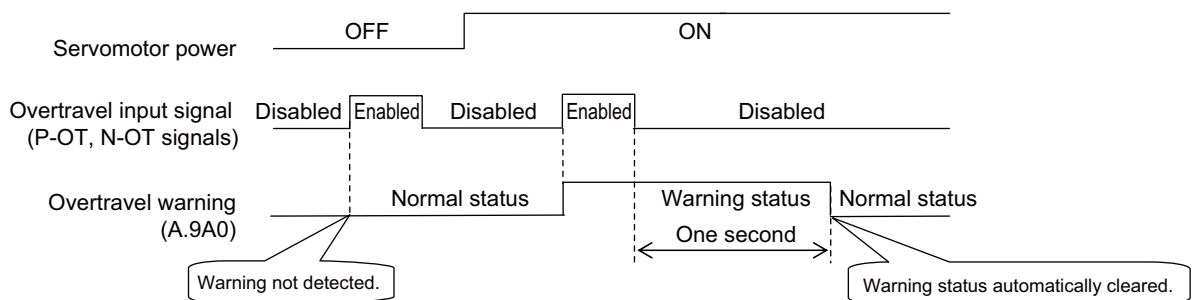 OFF
ON
Servomotor power
Overtravel input signal
(P-OT, N-OT signals)
Disabled
Enabled
Disabled
Enabled
Disabled
Overtravel warning
(A.9A0)
Normal status
Warning status
Normal status
One second
Warning not detected.
Warning status automatically cleared.